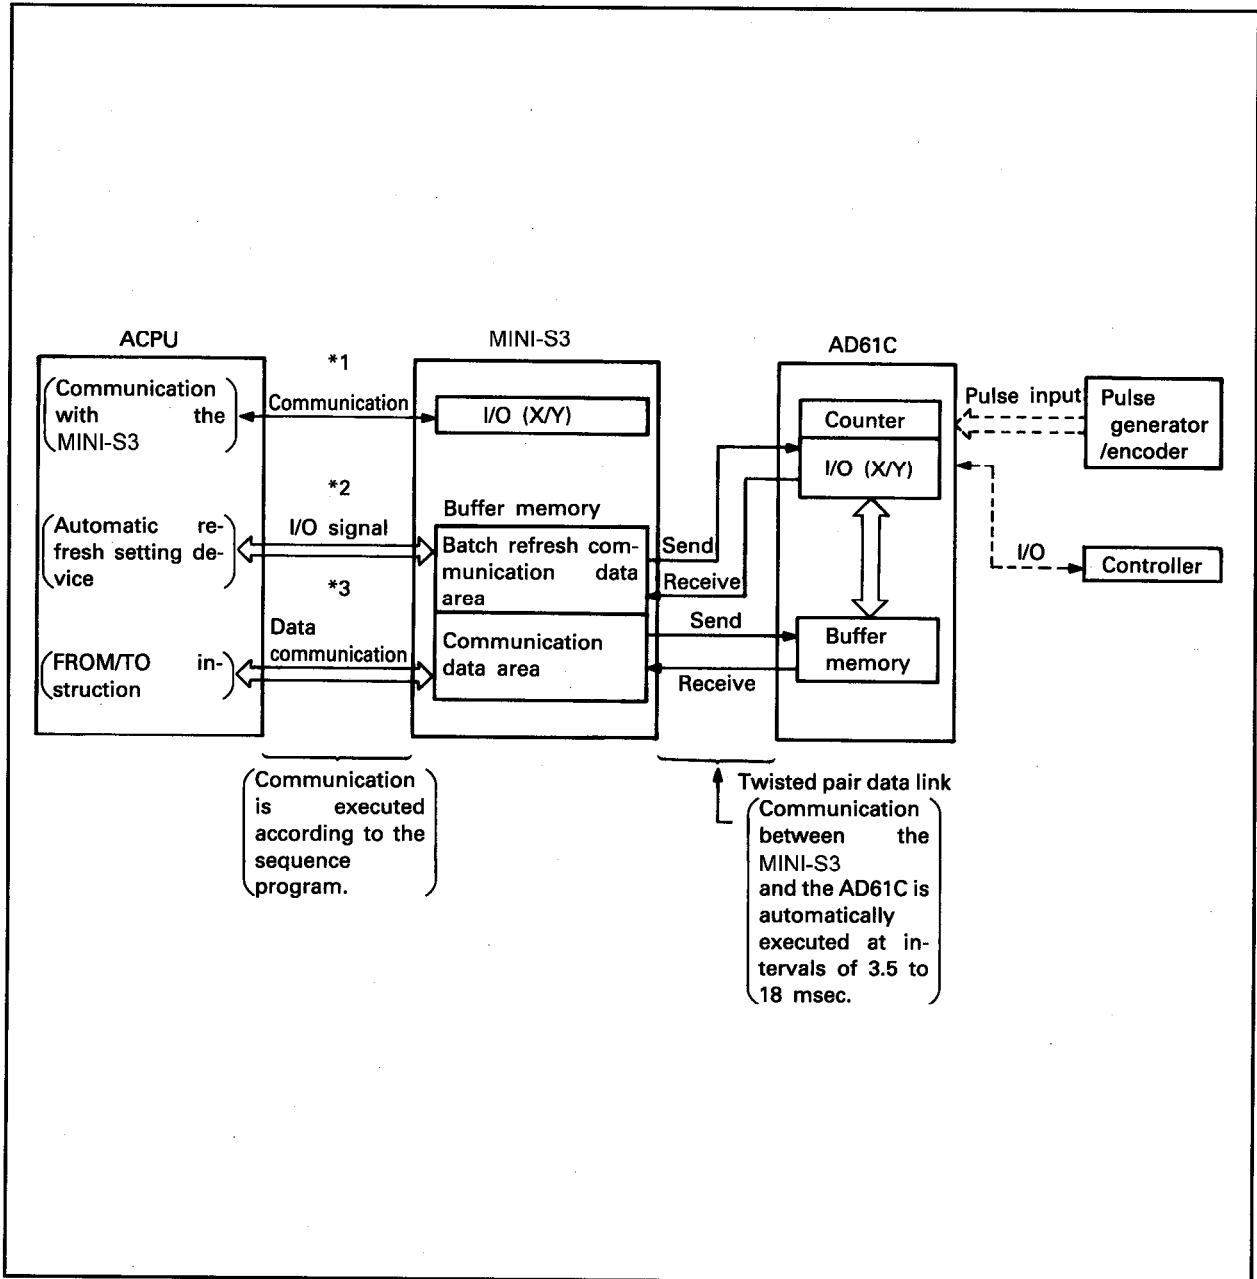 ACPU
MINI-S3
AD61C
*1
Communication
with the
MINI-S3
Communication
I/O (X/Y)
Counter
I/O (X/Y)
Pulse input
Pulse
generator
/encoder
*2
Automatic re-
fresh setting de-
vice
I/O signal
Buffer memory
Batch refresh com-
munication data
area
Send
Receive
I/O
Controller
*3
FROM/TO in-
struction
Data
communication
Communication
data area
Send
Receive
Buffer
memory
Communication
is executed
according to the
sequence
program.
Twisted pair data link
Communication
between the
MINI-S3
and the AD61C is
automatically
executed at in-
tervals of 3.5 to
18 msec.